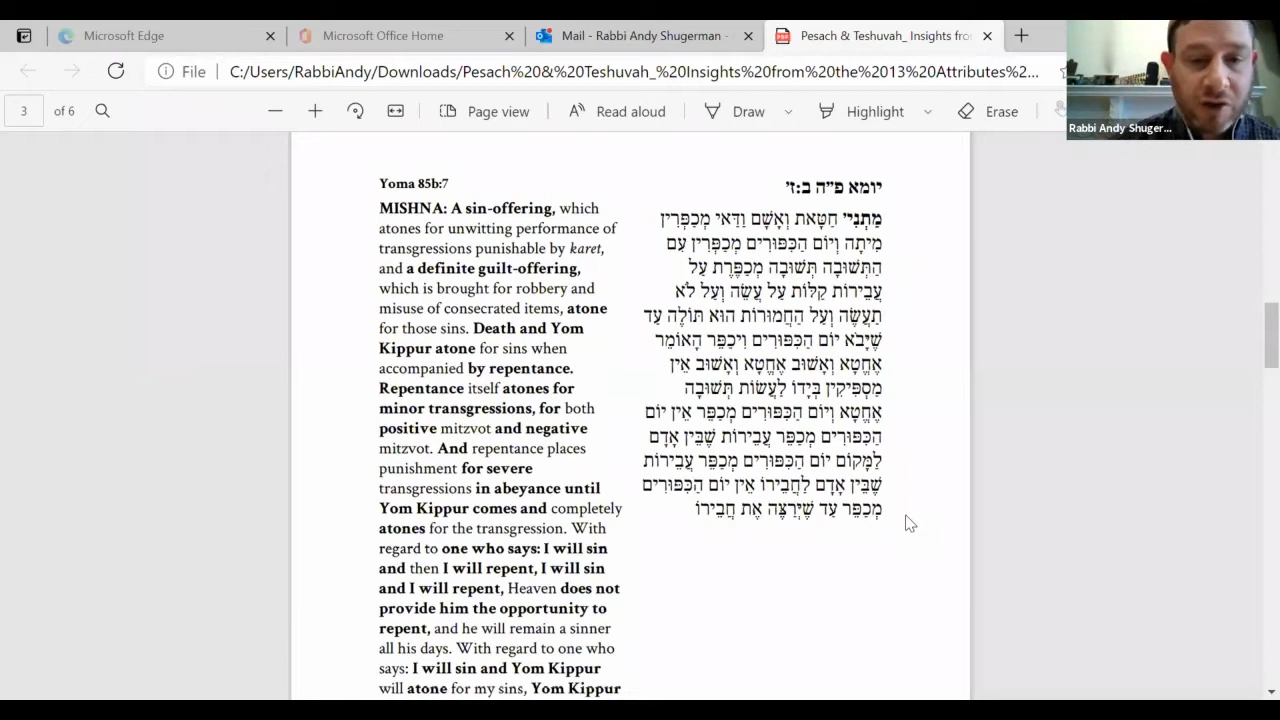 Microsoft Edge
Microsoft Office Home
Mail - Rabbi Andy Shugerman -
Pesach & Teshuvah_ Insights fro
File
C:/Users/RabbiAndy/Downloads/Pesach%20&%20Teshuvah_%20Insights%20from%20the%2013%20Attributes%2...
3 of 6
Page view
Read aloud
Draw
Highlight
Erase
Rabbi Andy Shuger...
Yoma 85b:7
MISHNA: A sin-offering, which
atones for unwitting performance of
transgressions punishable by karet,
and a definite guilt-offering,
which is brought for robbery and
misuse of consecrated items, atone
for those sins. Death and Yom
Kippur atone for sins when
accompanied by repentance.
Repentance itself atones for
minor transgressions, for both
positive mitzvot and negative
mitzvot. And repentance places
punishment for severe
transgressions in abeyance until
Yom Kippur comes and completely
atones for the transgression. With
regard to one who says: I will sin
and then I will repent, I will sin
and I will repent, Heaven does not
provide him the opportunity to
repent, and he will remain a sinner
all his days. With regard to one who
says: I will sin and Yom Kippur
will atone for my sins, Yom Kippur
יומא פ״ה ב:ז׳
מַתְנִי׳ חַטָּאת וְאָשָׁם וַדַּאי מְכַפְּרִין
מִיתָה וְיוֹם הַכִּפּוּרִים מְכַפְּרִין עִם
הַתְּשׁוּבָה תְּשׁוּבָה מְכַפֶּרֶת עַל
עֲבֵירוֹת קַלּוֹת עַל עֲשֵׂה וְעַל לֹא
תַעֲשֶׂה וְעַל הַחֲמוּרוֹת הוּא תּוֹלֶה עַד
שֶׁיָּבֹא יוֹם הַכִּפּוּרִים וִיכַפֵּר הָאוֹמֵר
אֶחֱטָא וְאָשׁוּב אֶחֱטָא וְאָשׁוּב אֵין
מַסְפִּיקִין בְּיָדוֹ לַעֲשׂוֹת תְּשׁוּבָה
אֶחֱטָא וְיוֹם הַכִּפּוּרִים מְכַפֵּר אֵין יוֹם
הַכִּפּוּרִים מְכַפֵּר עֲבֵירוֹת שֶׁבֵּין אָדָם
לַמָּקוֹם יוֹם הַכִּפּוּרִים מְכַפֵּר עֲבֵירוֹת
שֶׁבֵּין אָדָם לַחֲבֵירוֹ אֵין יוֹם הַכִּפּוּרִים
מְכַפֵּר עַד שֶׁיְּרַצֶּה אֶת חֲבֵירוֹ